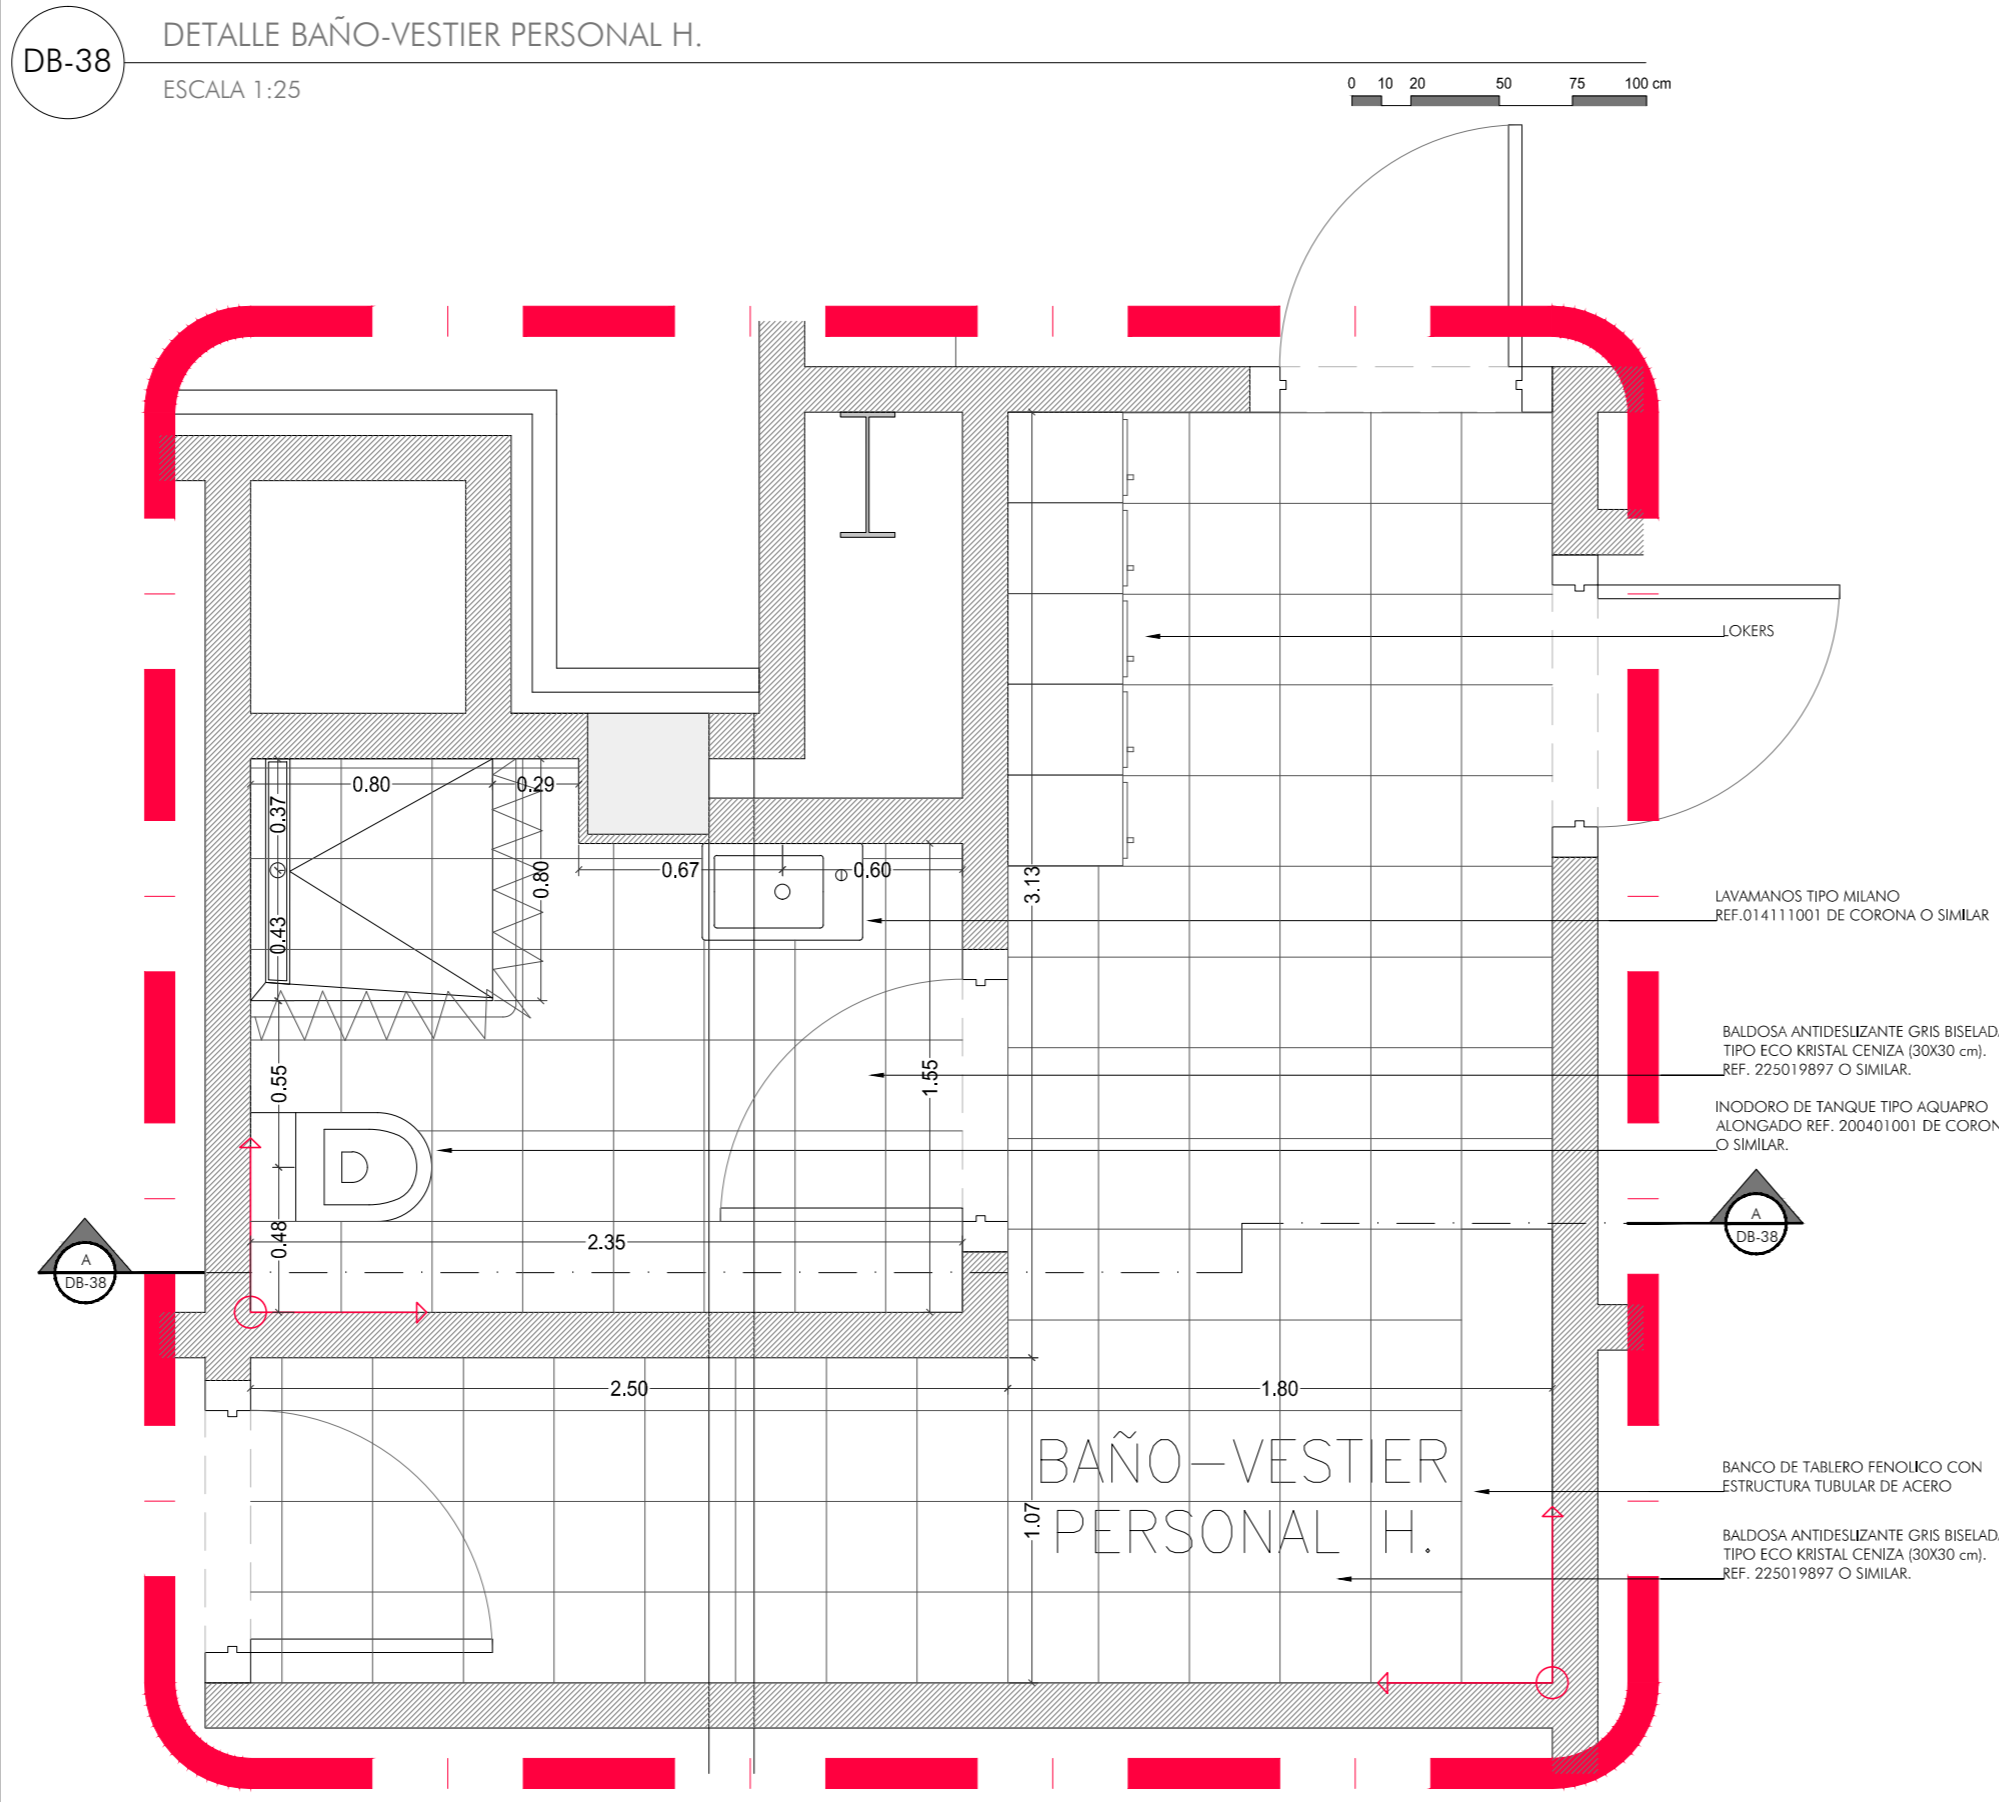 DB-38
DETALLE BAÑO-VESTIER PERSONAL H.
ESCALA 1:25
0 10 20 50 75 100 cm
LOKERS
0.80
0.29
0.37
0.80
0.43
0.67
0.60
3.13
LAVAMANOS TIPO MILANO
REF.014111001 DE CORONA O SIMILAR
BALDOSA ANTIDESLIZANTE GRIS BISELAD
TIPO ECO KRISTAL CENIZA (30X30 cm).
REF. 225019897 O SIMILAR.
0.55
1.55
INODORO DE TANQUE TIPO AQUAPRO
ALONGADO REF. 200401001 DE CORON
O SIMILAR.
0.48
2.35
A
DB-38
A
DB-38
2.50
1.80
BAÑO-VESTIER
PERSONAL H.
1.07
BANCO DE TABLERO FENOLICO CON
ESTRUCTURA TUBULAR DE ACERO
BALDOSA ANTIDESLIZANTE GRIS BISELAD
TIPO ECO KRISTAL CENIZA (30X30 cm).
REF. 225019897 O SIMILAR.